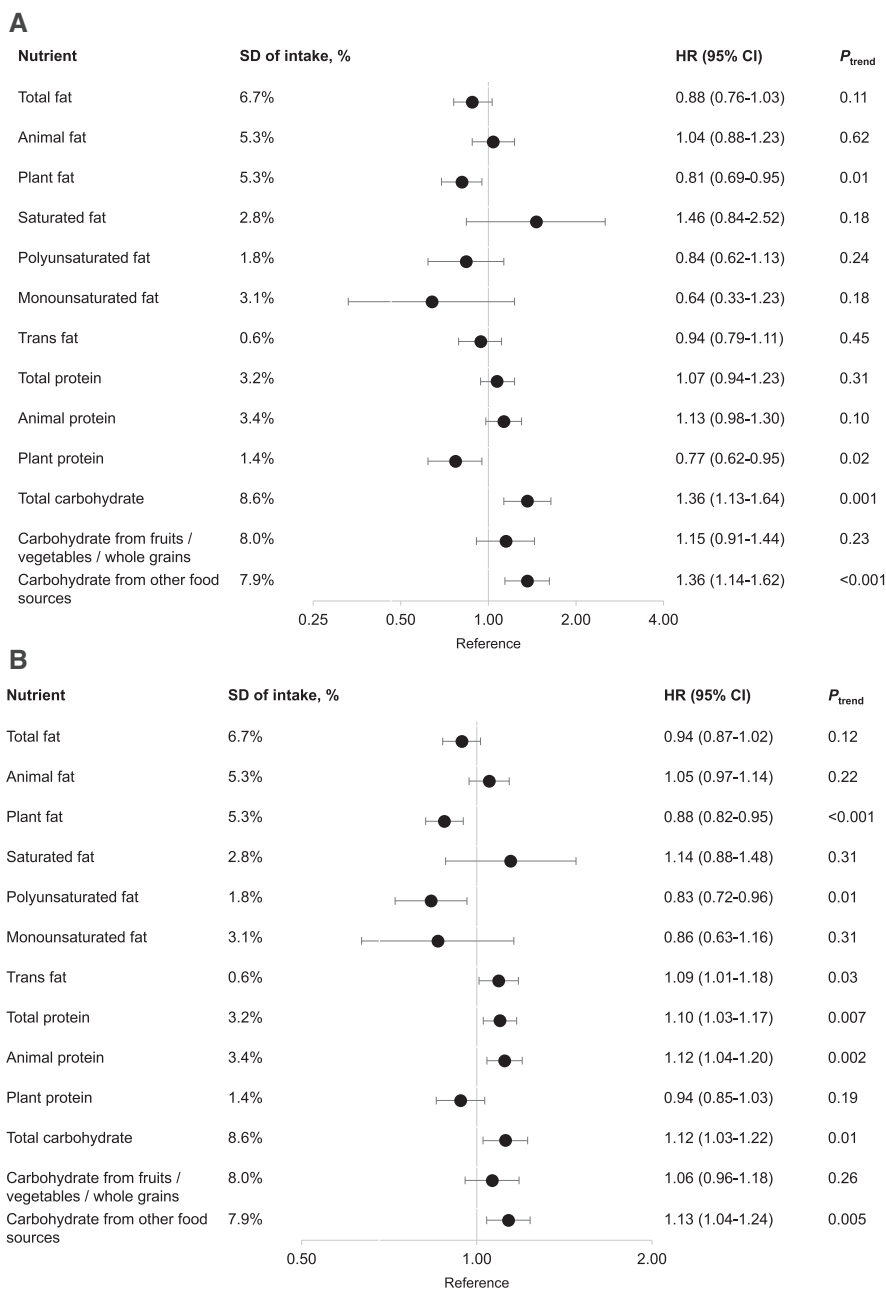 A
Nutrient SD of intake, % HR (95% CI) Ptrend
Total fat 6.7% 0.88 (0.76-1.03) 0.11
Animal fat 5.3% 1.04 (0.88-1.23) 0.62
Plant fat 5.3% 0.81 (0.69-0.95) 0.01
Saturated fat 2.8% 1.46 (0.84-2.52) 0.18
Polyunsaturated fat 1.8% 0.84 (0.62-1.13) 0.24
Monounsaturated fat 3.1% 0.64 (0.33-1.23) 0.18
Trans fat 0.6% 0.94 (0.79-1.11) 0.45
Total protein 3.2% 1.07 (0.94-1.23) 0.31
Animal protein 3.4% 1.13 (0.98-1.30) 0.10
Plant protein 1.4% 0.77 (0.62-0.95) 0.02
Total carbohydrate 8.6% 1.36 (1.13-1.64) 0.001
Carbohydrate from fruits / 8.0% 1.15 (0.91-1.44) 0.23
vegetables / whole grains
Carbohydrate from other food 7.9% 1.36 (1.14-1.62) <0.001
sources
0.25 0.50 1.00 2.00 4.00
Reference
B
Nutrient SD of intake, % HR (95% CI) Ptrend
Total fat 6.7% 0.94 (0.87-1.02) 0.12
Animal fat 5.3% 1.05 (0.97-1.14) 0.22
Plant fat 5.3% 0.88 (0.82-0.95) <0.001
Saturated fat 2.8% 1.14 (0.88-1.48) 0.31
Polyunsaturated fat 1.8% 0.83 (0.72-0.96) 0.01
Monounsaturated fat 3.1% 0.86 (0.63-1.16) 0.31
Trans fat 0.6% 1.09 (1.01-1.18) 0.03
Total protein 3.2% 1.10 (1.03-1.17) 0.007
Animal protein 3.4% 1.12 (1.04-1.20) 0.002
Plant protein 1.4% 0.94 (0.85-1.03) 0.19
Total carbohydrate 8.6% 1.12 (1.03-1.22) 0.01
Carbohydrate from fruits / 8.0% 1.06 (0.96-1.18) 0.26
vegetables / whole grains
Carbohydrate from other food 7.9% 1.13 (1.04-1.24) 0.005
sources
0.50 1.00 2.00
Reference